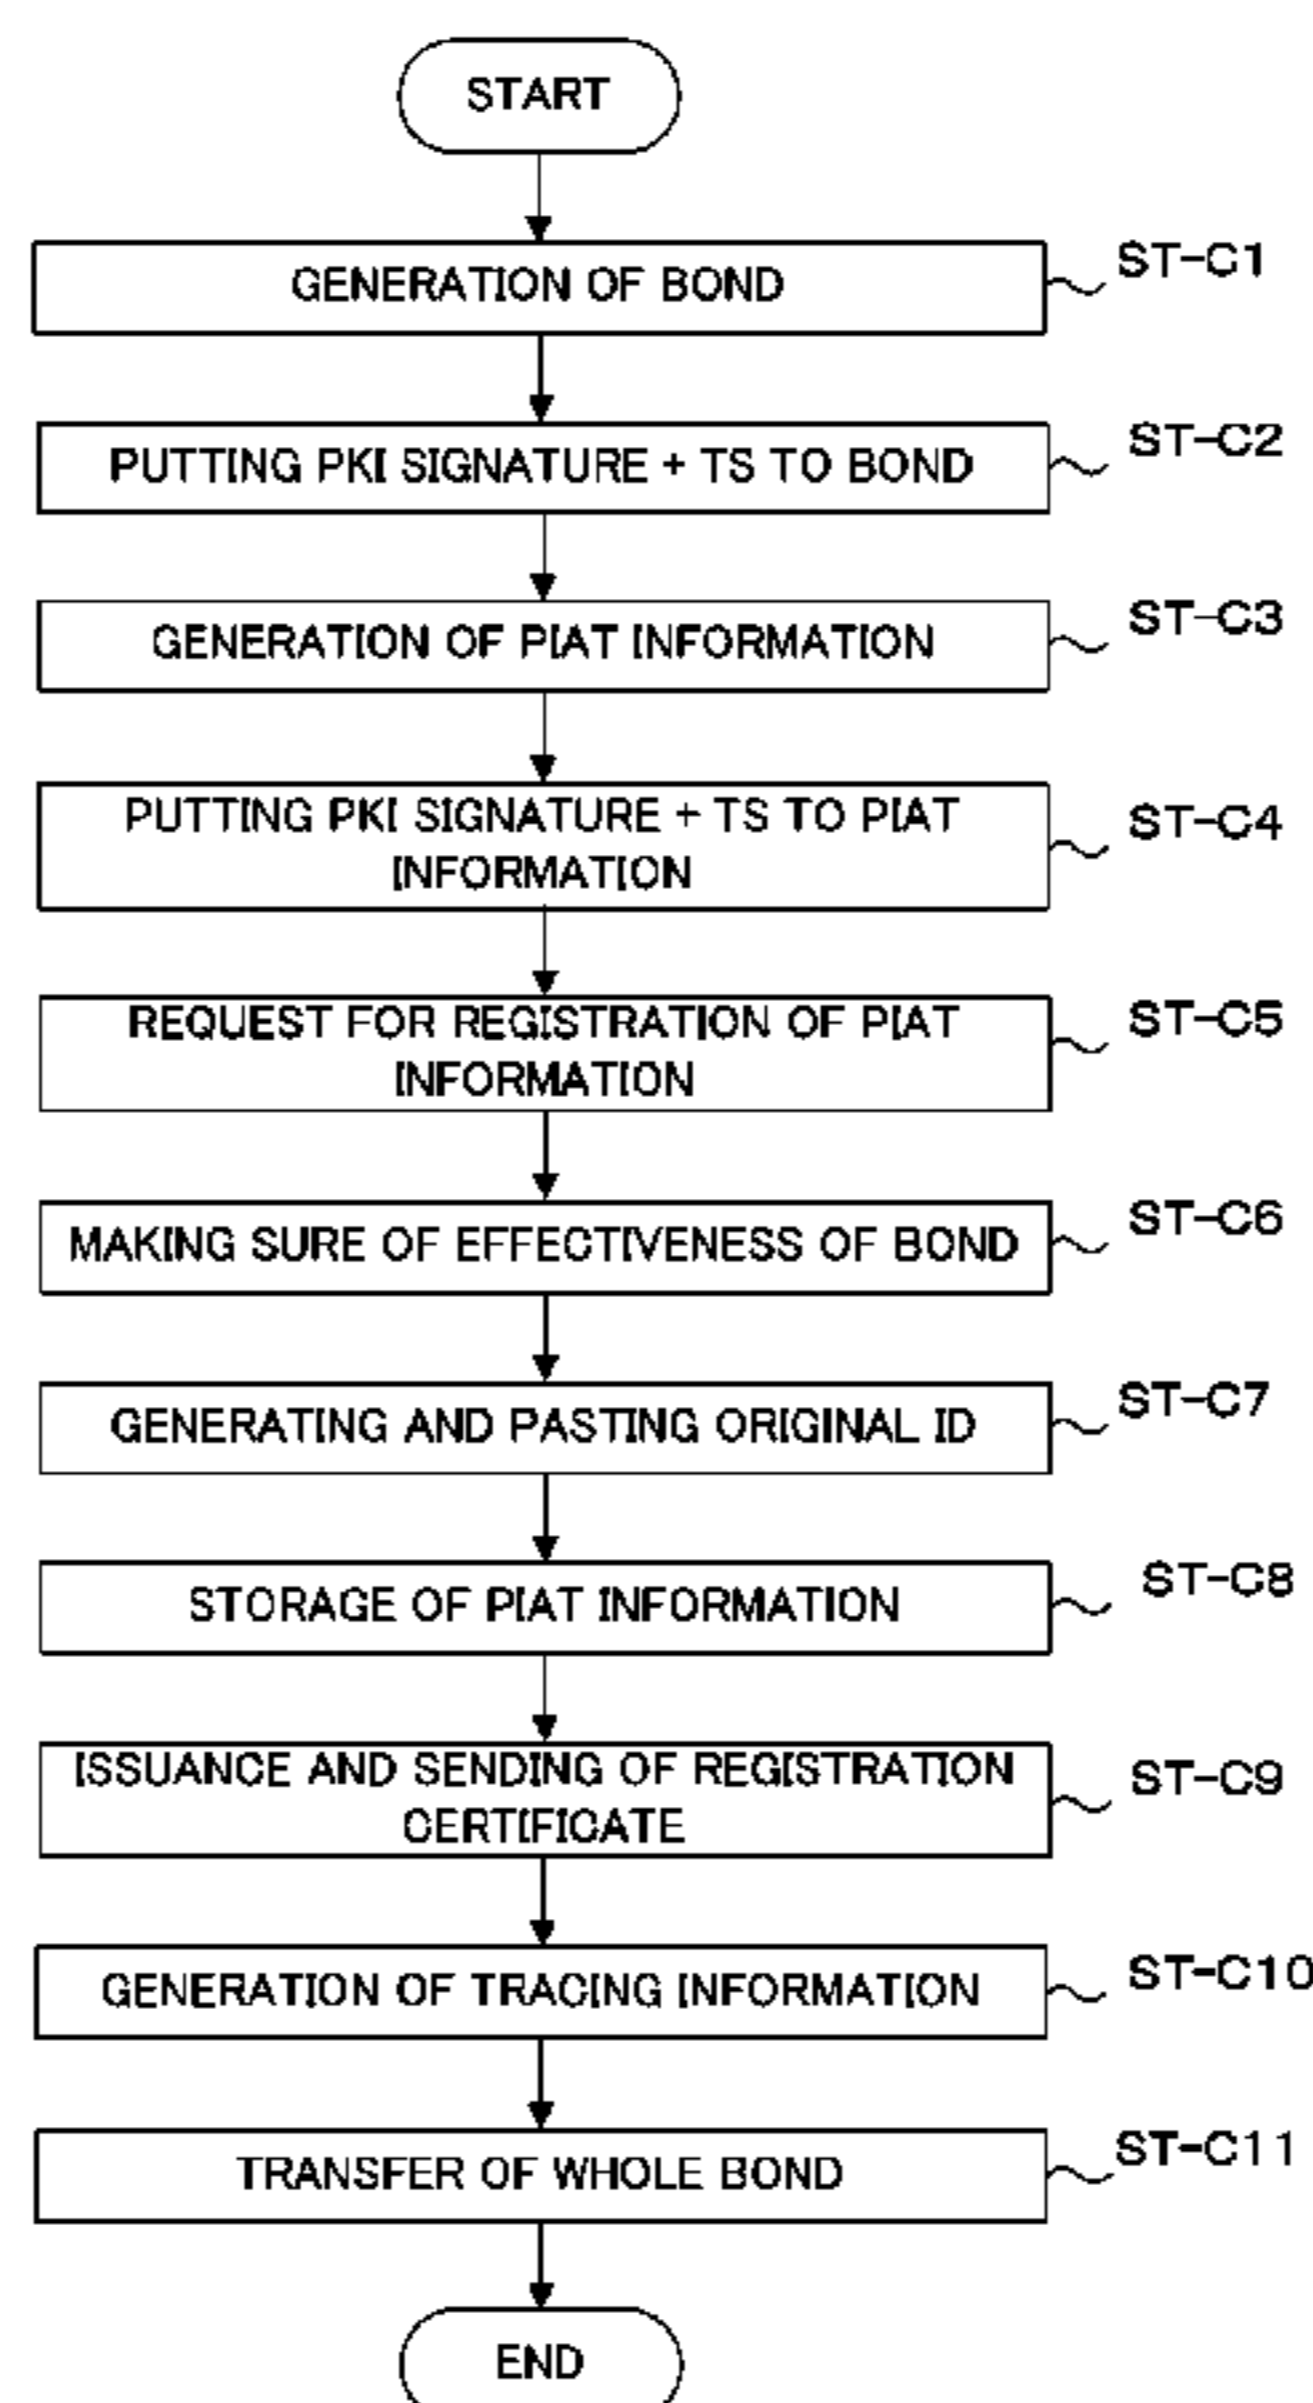 START
GENERATION OF BOND
ST-C1
PUTTING PKI SIGNATURE + TS TO BOND
ST-C2
GENERATION OF PIAT INFORMATION
ST-C3
PUTTING PKI SIGNATURE + TS TO PIAT
INFORMATION
ST-C4
REQUEST FOR REGISTRATION OF PIAT
INFORMATION
ST-C5
MAKING SURE OF EFFECTIVENESS OF BOND
ST-C6
GENERATING AND PASTING ORIGINAL ID
ST-C7
STORAGE OF PIAT INFORMATION
ST-C8
ISSUANCE AND SENDING OF REGISTRATION
CERTIFICATE
ST-C9
GENERATION OF TRACING INFORMATION
ST-C10
TRANSFER OF WHOLE BOND
ST-C11
END